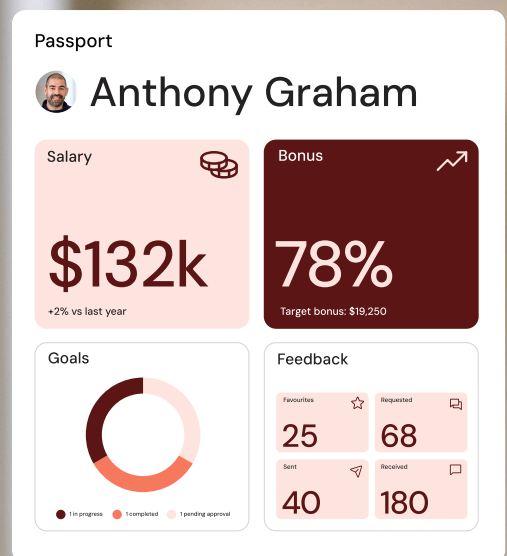 Passport
Anthony Graham
Salary
$132k
+2% vs last year
Bonus
78%
Target bonus: $19,250
Goals
1 in progress
1 completed
1 pending approval
Feedback
Favourites
25
Requested
68
Sent
40
Received
180